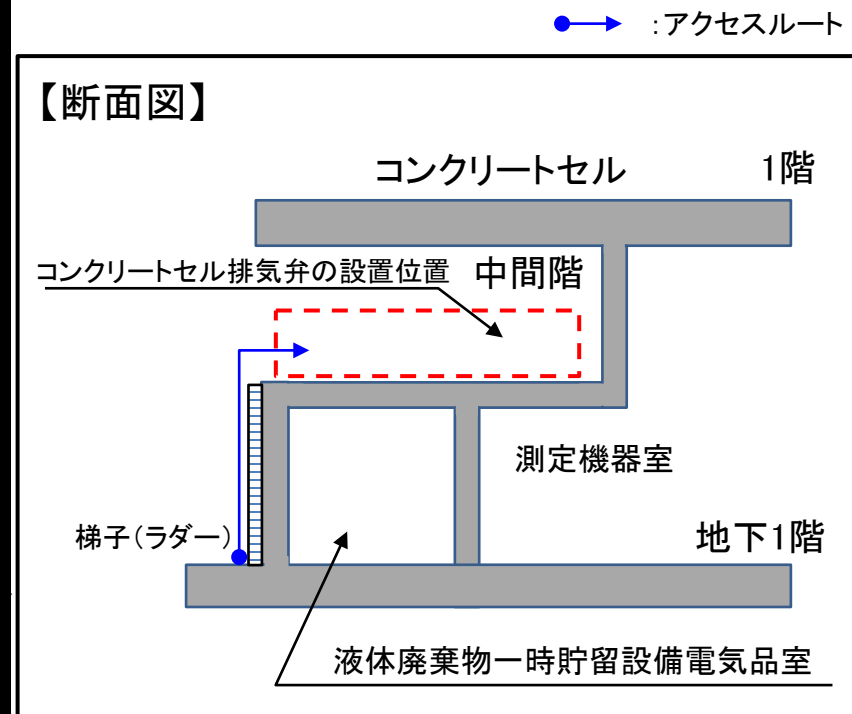 ：アクセスルート
【断面図】
コンクリートセル 1階
コンクリートセル排気弁の設置位置 中間階
測定機器室
梯子（ラダー） 地下1階
液体廃棄物一時貯留設備電気品室